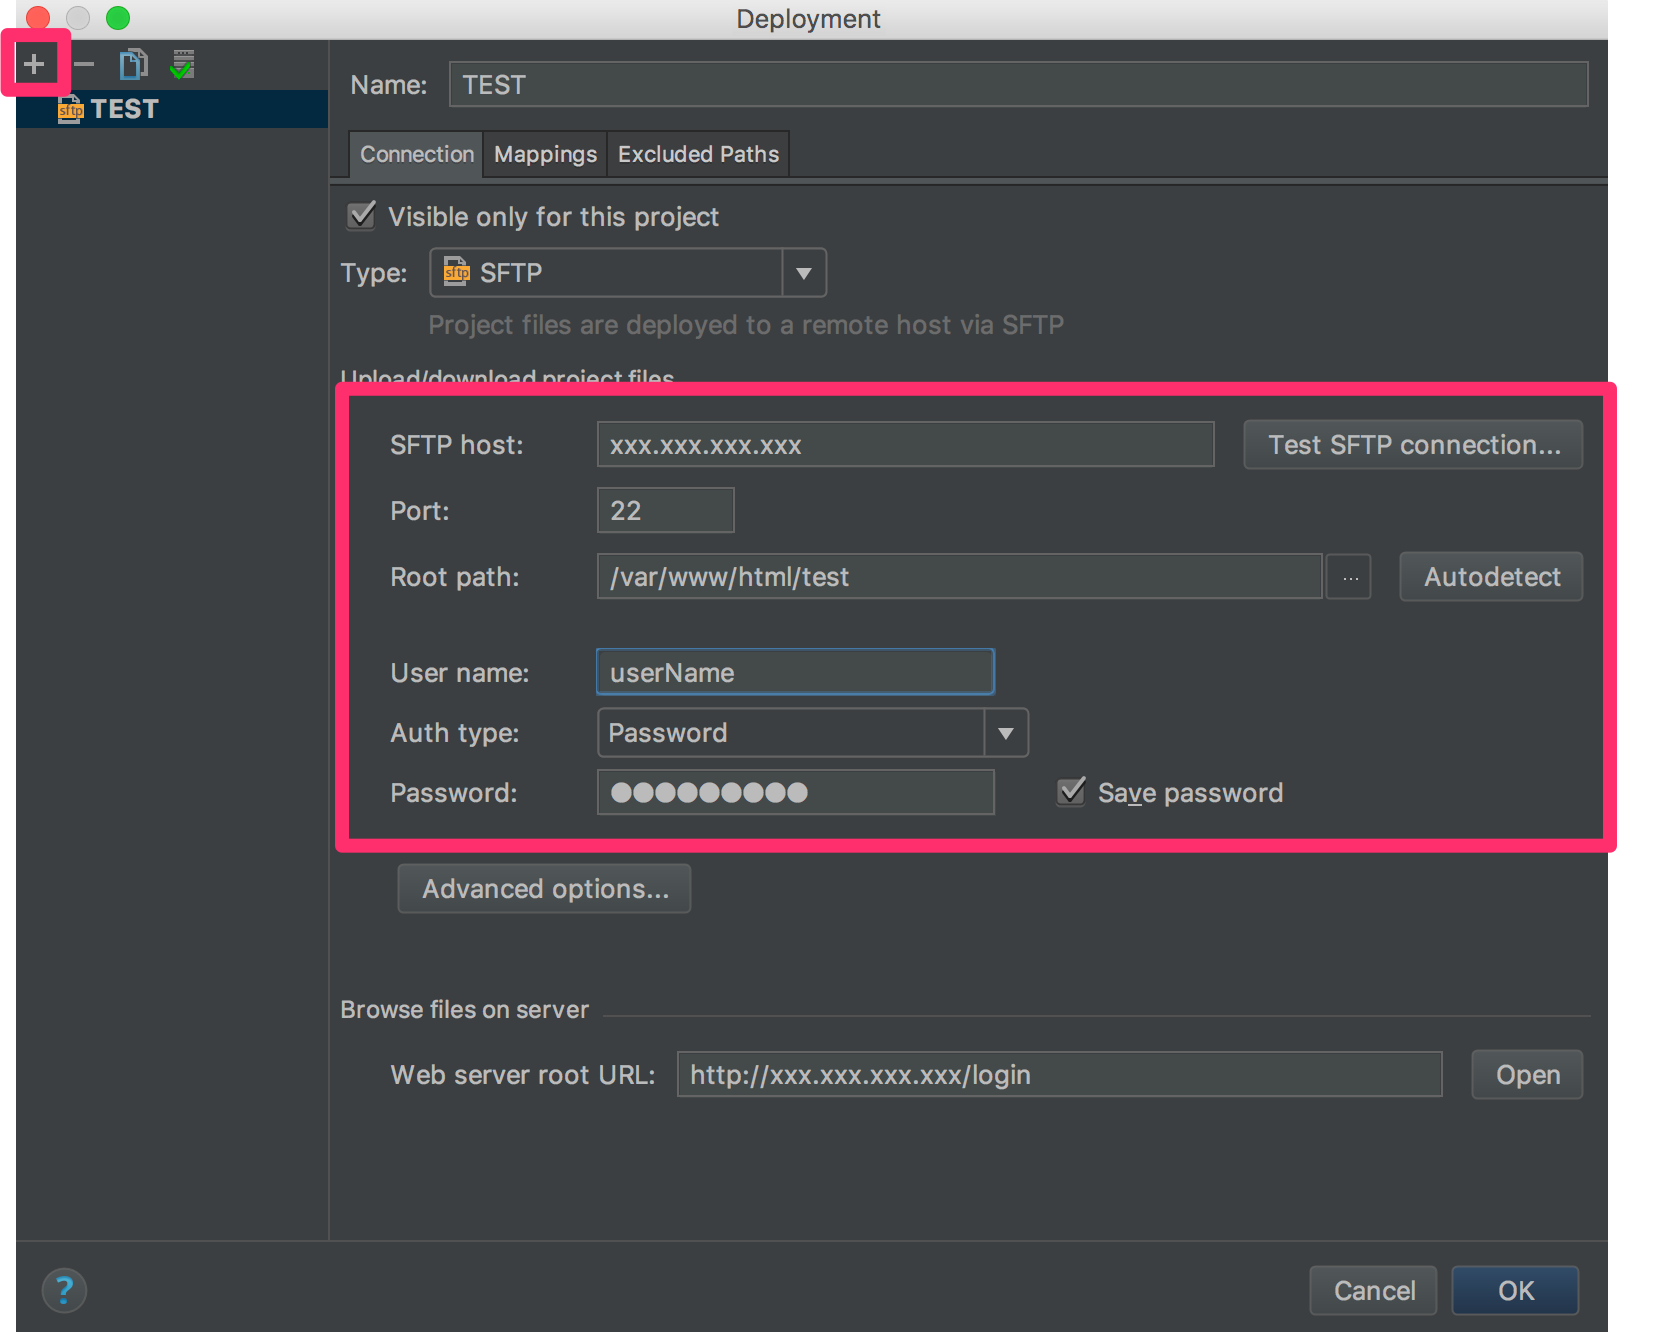 Deployment
sftp TEST
Name: TEST
Connection Mappings Excluded Paths
Visible only for this project
Type: sftp SFTP
Project files are deployed to a remote host via SFTP
Upload/download project files
SFTP host: xxx.xxx.xxx.xxx Test SFTP connection...
Port: 22
Root path: /var/www/html/test ... Autodetect
User name: userName
Auth type: Password
Password: ●●●●●●●●● Save password
Advanced options...
Browse files on server
Web server root URL: http://xxx.xxx.xxx.xxx/login Open
? Cancel OK